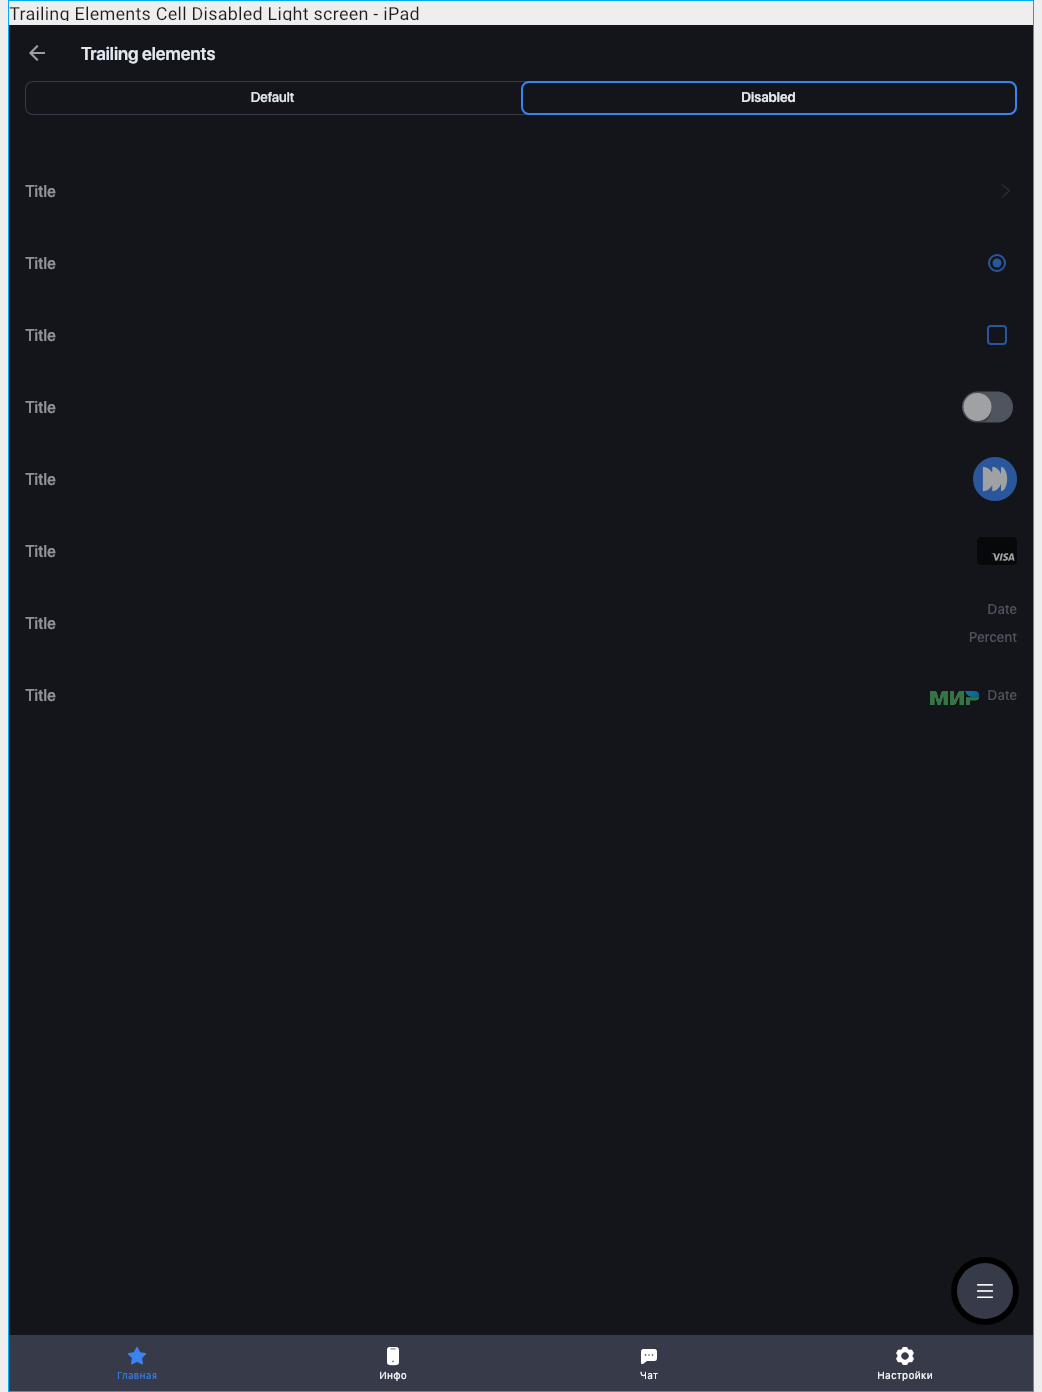 Trailing Elements Cell Disabled Light screen - iPad
Trailing elements
Default Disabled
Title
Title
Title
Title
Title
Title
VISA
Date
Title
Percent
Title МИР Date
Главная Инфо Чат Настройки